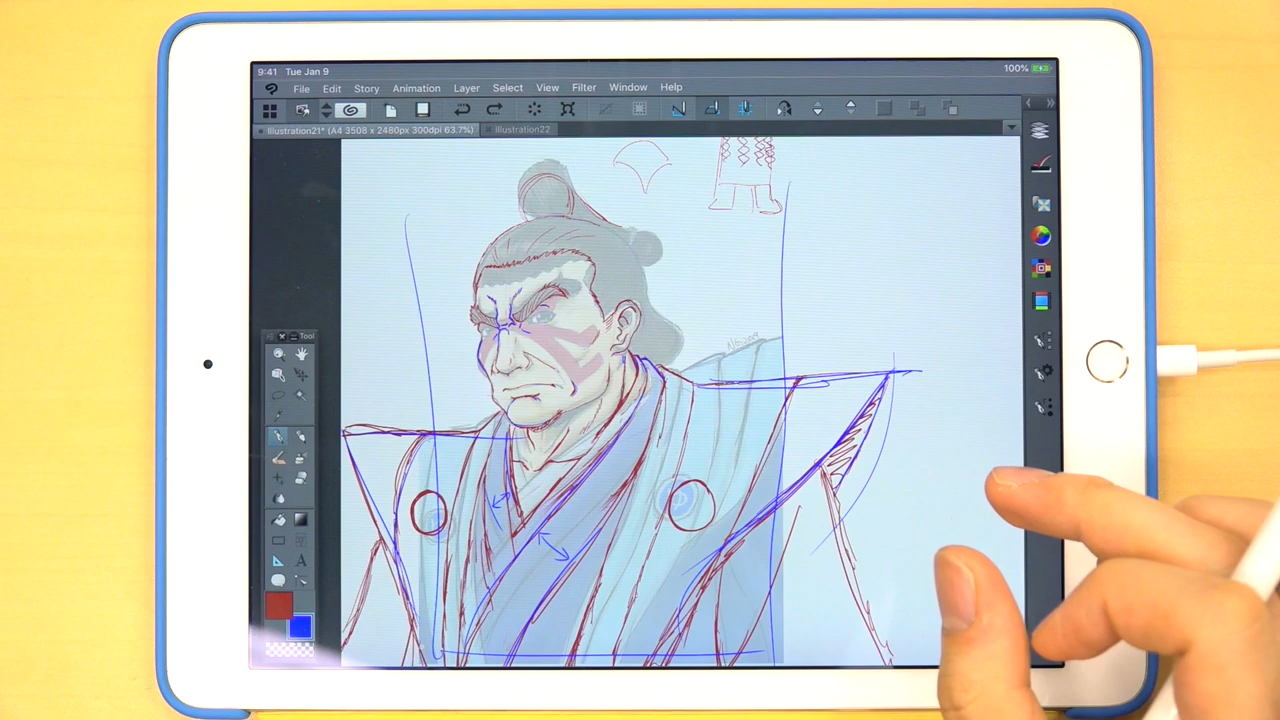 9:41 Tue Jan 9
100%
File Edit Story Animation Layer Select View Filter Window Help
Illustration21* (A4 3508 x 2480px 300dpi 63.7%)
Illustration22
Tool
A